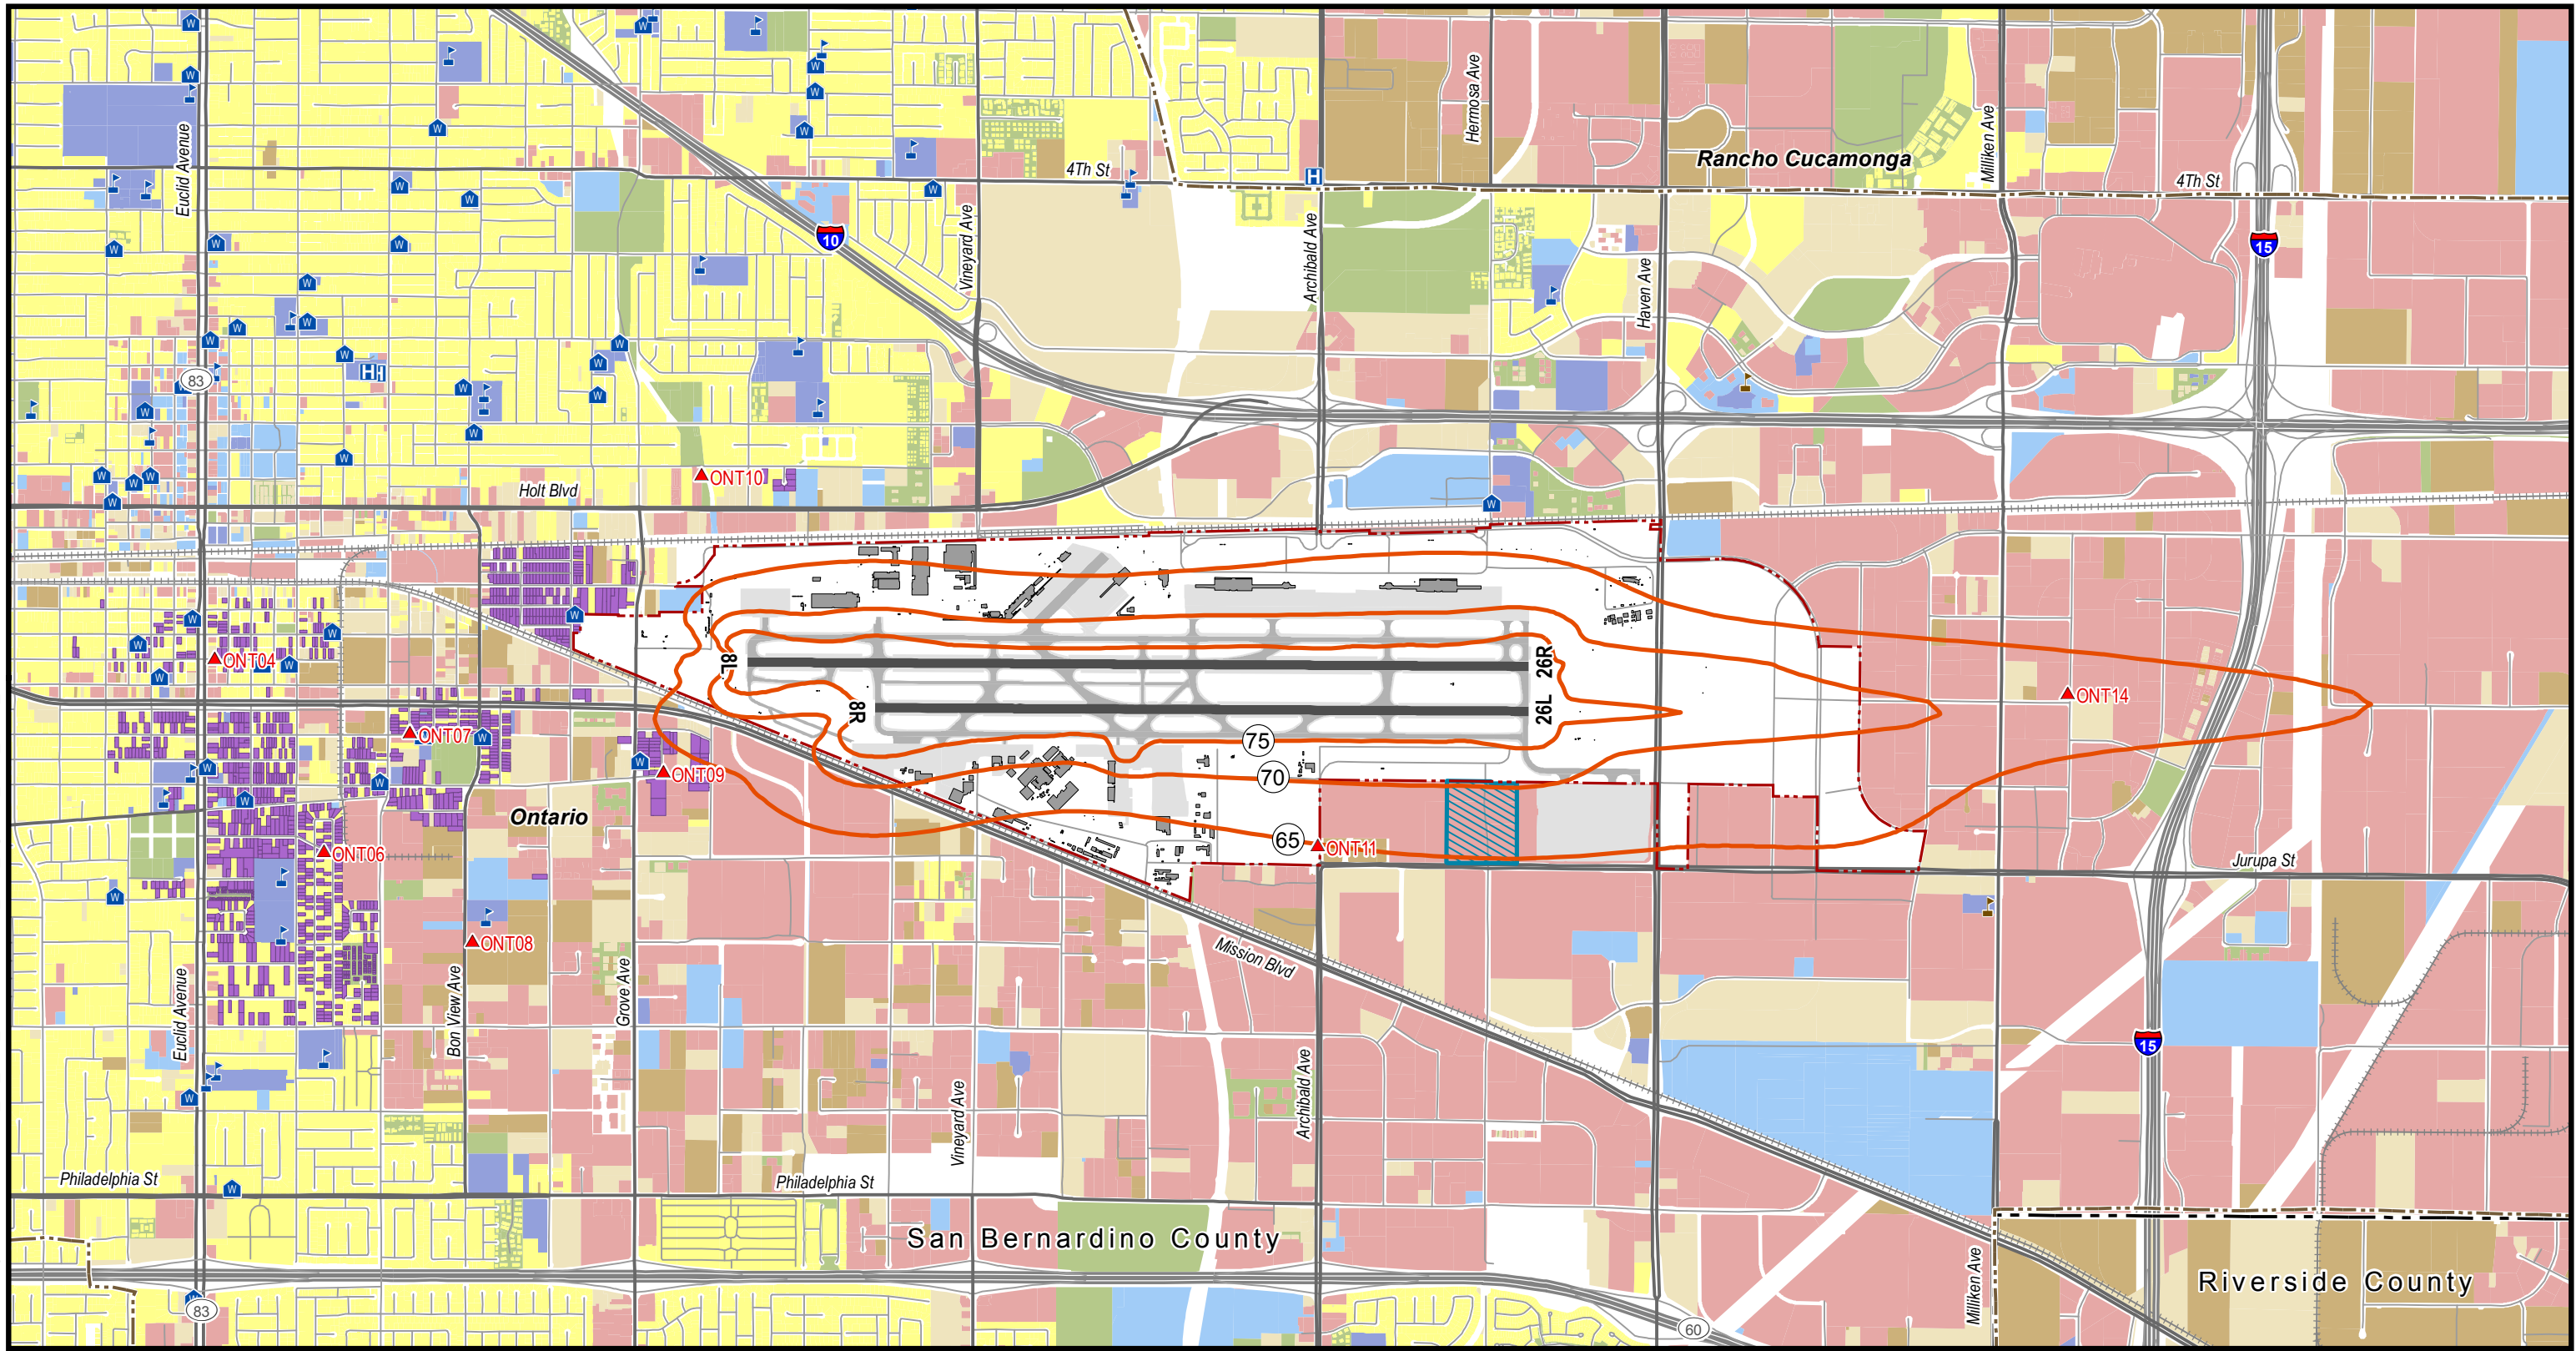 Euclid Avenue
Hermosa Ave
Milliken Ave
Rancho Cucamonga
4Th St
4Th St
H
Vineyard Ave
10
Archibald Ave
Haven Ave
15
83
H
Holt Blvd
ONT10
ONT04
8L
26R
ONT14
8R
26L
ONT07
75
ONT09
70
Ontario
65
ONT11
ONT06
Jurupa St
ONT08
Mission Blvd
Euclid Avenue
Bon View Ave
Grove Ave
15
Vineyard Ave
Archibald Ave
Philadelphia St
Philadelphia St
San Bernardino County
Milliken Ave
Riverside County
83
60